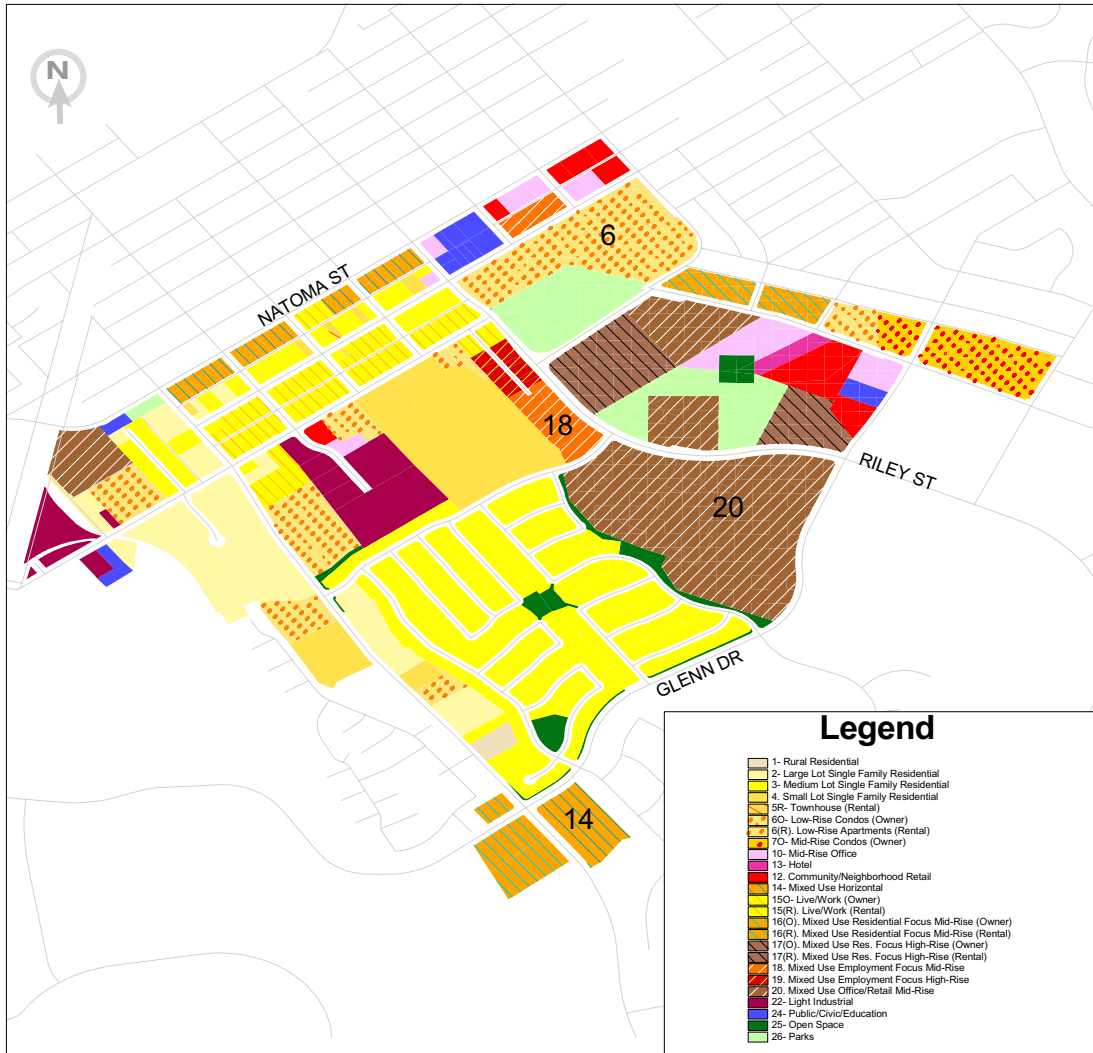 N
6
NATOMA ST
18
RILEY ST
20
GLENN DR
14
Legend
1- Rural Residential
2- Large Lot Single Family Residential
3- Medium Lot Single Family Residential
4. Small Lot Single Family Residential
5R- Townhouse (Rental)
6O- Low-Rise Condos (Owner)
6(R). Low-Rise Apartments (Rental)
7O- Mid-Rise Condos (Owner)
10- Mid-Rise Office
13- Hotel
12. Community/Neighborhood Retail
14- Mixed Use Horizontal
15O- Live/Work (Owner)
15(R). Live/Work (Rental)
16(O). Mixed Use Residential Focus Mid-Rise (Owner)
16(R). Mixed Use Residential Focus Mid-Rise (Rental)
17(O). Mixed Use Res. Focus High-Rise (Owner)
17(R). Mixed Use Res. Focus High-Rise (Rental)
18. Mixed Use Employment Focus Mid-Rise
19. Mixed Use Employment Focus High-Rise
20. Mixed Use Office/Retail Mid-Rise
22- Light Industrial
24- Public/Civic/Education
25- Open Space
26- Parks